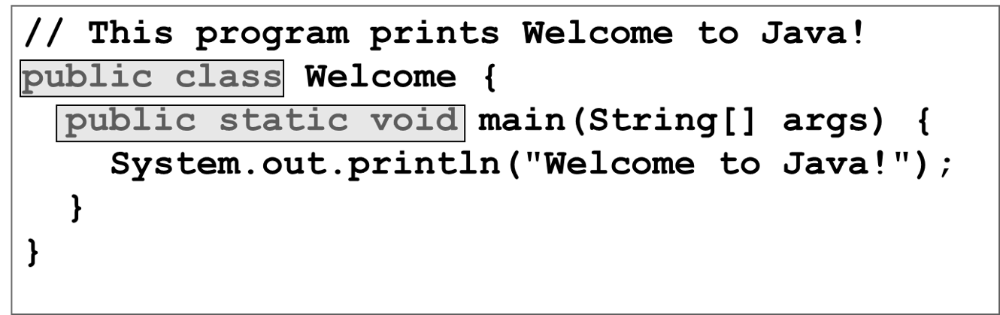 // This program prints Welcome to Java!
public class Welcome {
  public static void main(String[] args) {
    System.out.println("Welcome to Java!");
  }
}